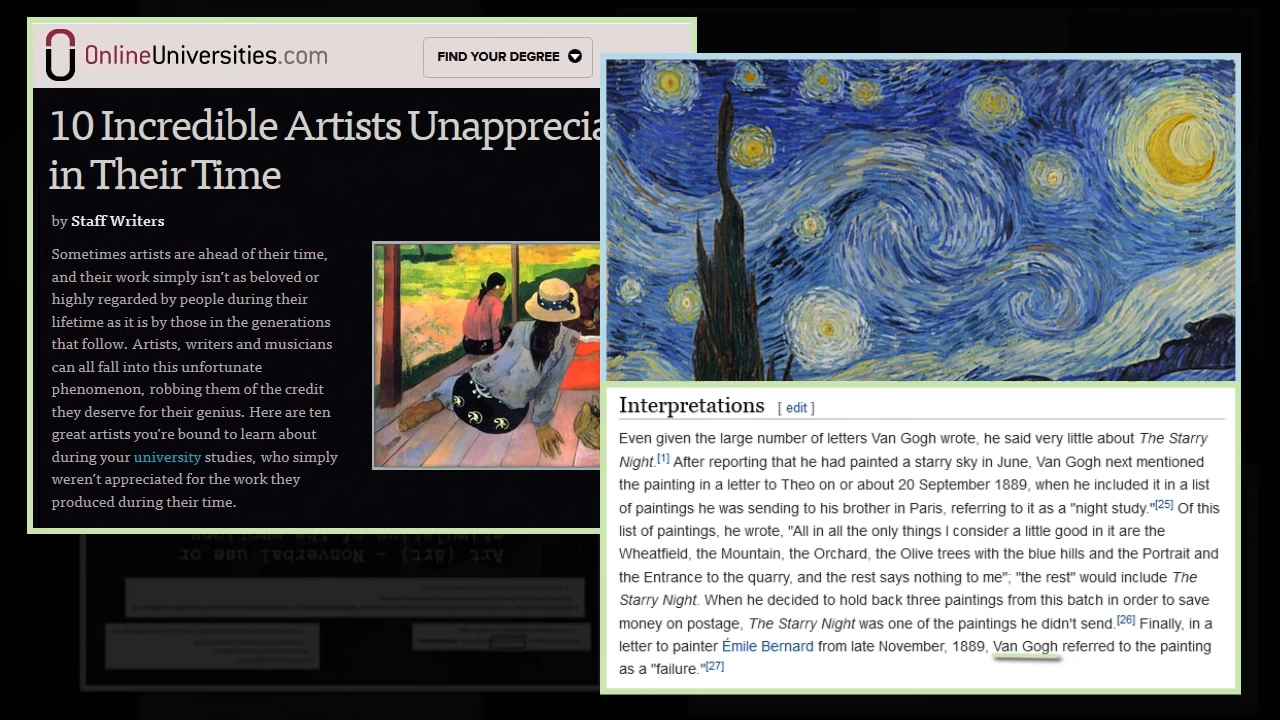 OnlineUniversities.com
FIND YOUR DEGREE
10 Incredible Artists Unapprecia
in Their Time
by Staff Writers
Sometimes artists are ahead of their time,
and their work simply isn't as beloved or
highly regarded by people during their
lifetime as it is by those in the generations
that follow. Artists, writers and musicians
can all fall into this unfortunate
phenomenon, robbing them of the credit
they deserve for their genius. Here are ten
great artists you're bound to learn about
during your university studies, who simply
weren't appreciated for the work they
produced during their time.
Interpretations [ edit ]
Even given the large number of letters Van Gogh wrote, he said very little about The Starry
Night.[1] After reporting that he had painted a starry sky in June, Van Gogh next mentioned
the painting in a letter to Theo on or about 20 September 1889, when he included it in a list
of paintings he was sending to his brother in Paris, referring to it as a "night study."[25] Of this
list of paintings, he wrote, "All in all the only things I consider a little good in it are the
Wheatfield, the Mountain, the Orchard, the Olive trees with the blue hills and the Portrait and
the Entrance to the quarry, and the rest says nothing to me"; "the rest" would include The
Starry Night. When he decided to hold back three paintings from this batch in order to save
money on postage, The Starry Night was one of the paintings he didn't send.[26] Finally, in a
letter to painter Émile Bernard from late November, 1889, Van Gogh referred to the painting
as a "failure."[27]